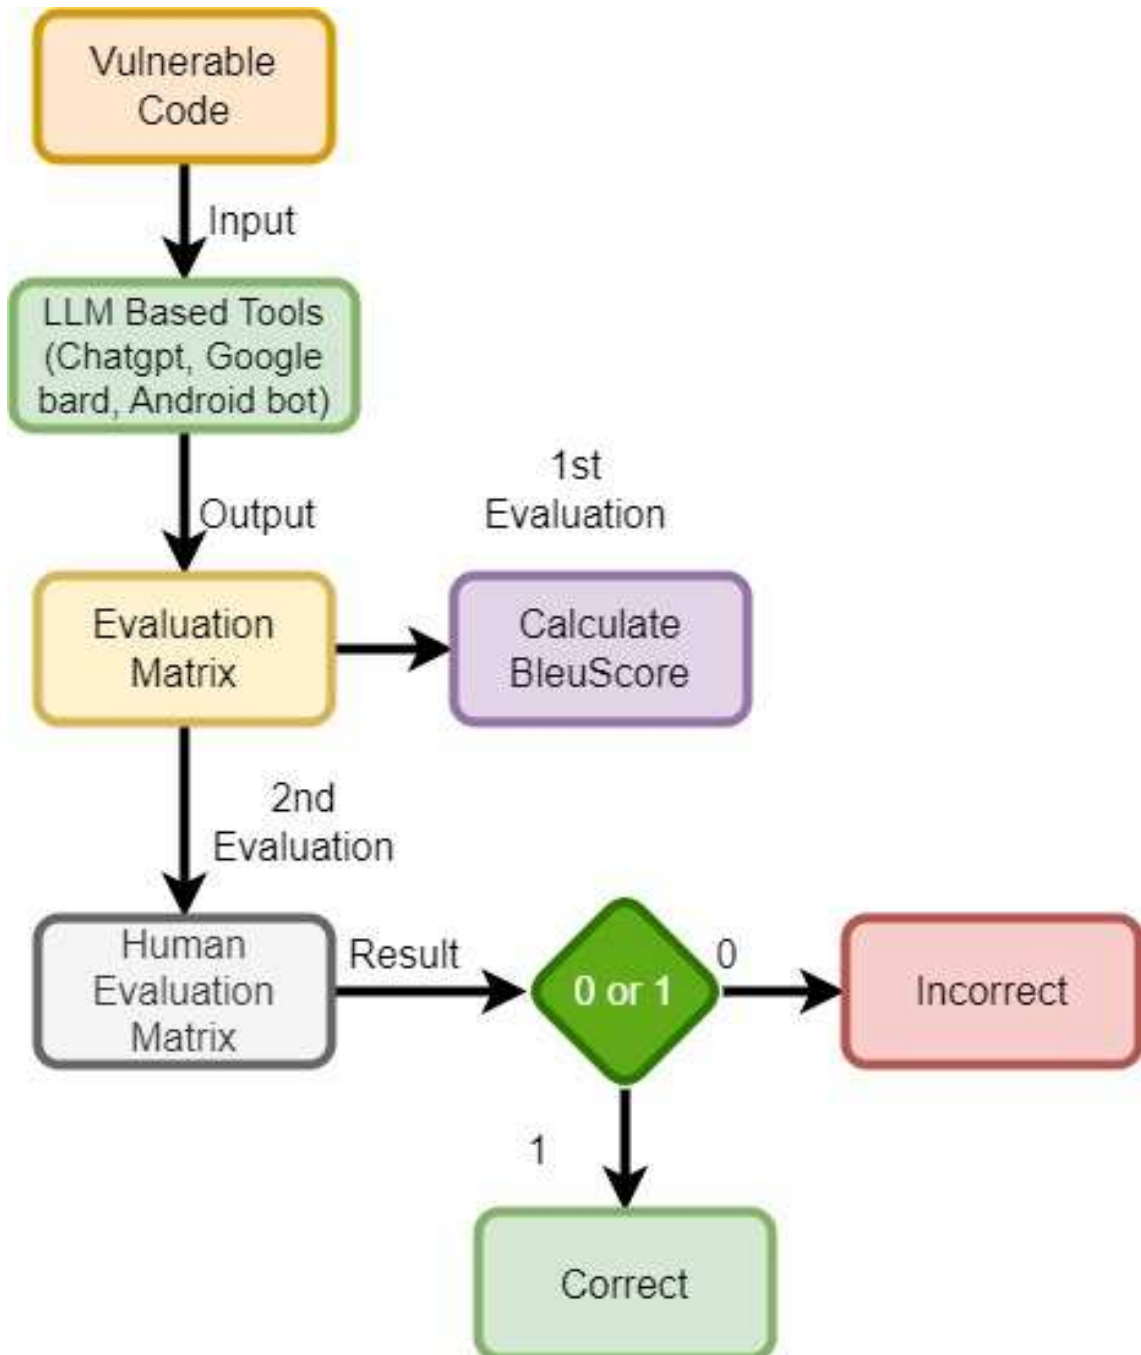 Vulnerable
Code
Input
LLM Based Tools
(Chatgpt, Google
bard, Android bot)
Output
1st
Evaluation
Evaluation
Matrix
Calculate
BleuScore
2nd
Evaluation
Human
Evaluation
Matrix
Result
0 or 1
0
Incorrect
1
Correct